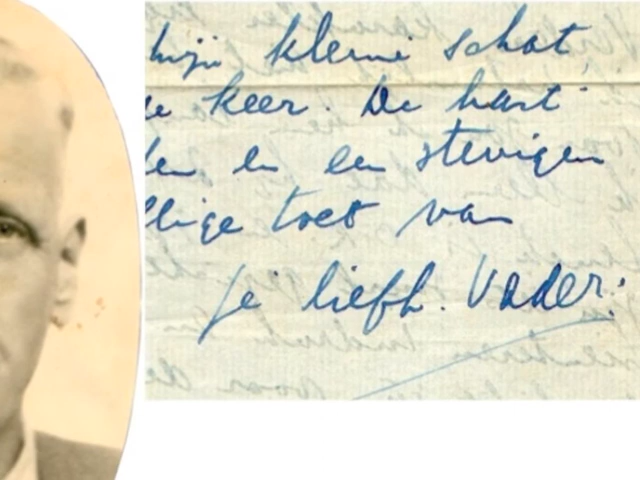 mijn kleine schat,
keer. De hart-
en een stevigen
toet van
je liefh. Vader.